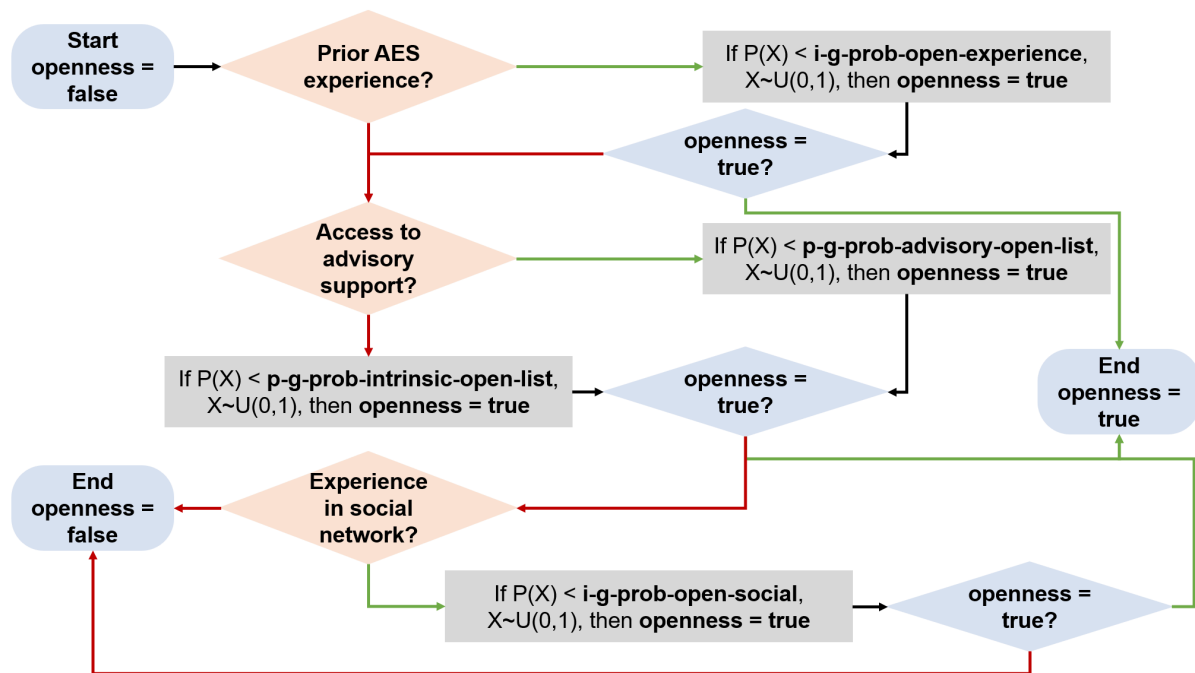 Start
openness =
false
Prior AES
experience?
If P(X) < i-g-prob-open-experience,
X~U(0,1), then openness = true
openness =
true?
Access to
advisory
support?
If P(X) < p-g-prob-advisory-open-list,
X~U(0,1), then openness = true
If P(X) < p-g-prob-intrinsic-open-list,
X~U(0,1), then openness = true
openness =
true?
End
openness =
true
End
openness =
false
Experience
in social
network?
If P(X) < i-g-prob-open-social,
X~U(0,1), then openness = true
openness =
true?